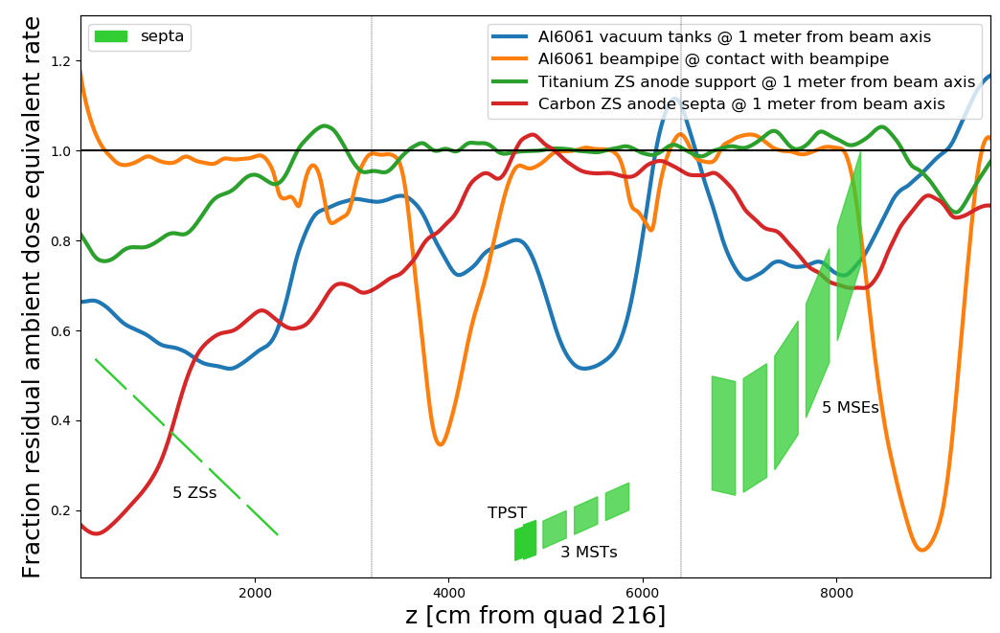 septa
Al6061 vacuum tanks @ 1 meter from beam axis
Al6061 beampipe @ contact with beampipe
Titanium ZS anode support @ 1 meter from beam axis
Carbon ZS anode septa @ 1 meter from beam axis
Fraction residual ambient dose equivalent rate
1.2
1.0
0.8
0.6
0.4
0.2
5 ZSs
TPST
3 MSTs
5 MSEs
2000
4000
6000
8000
z [cm from quad 216]